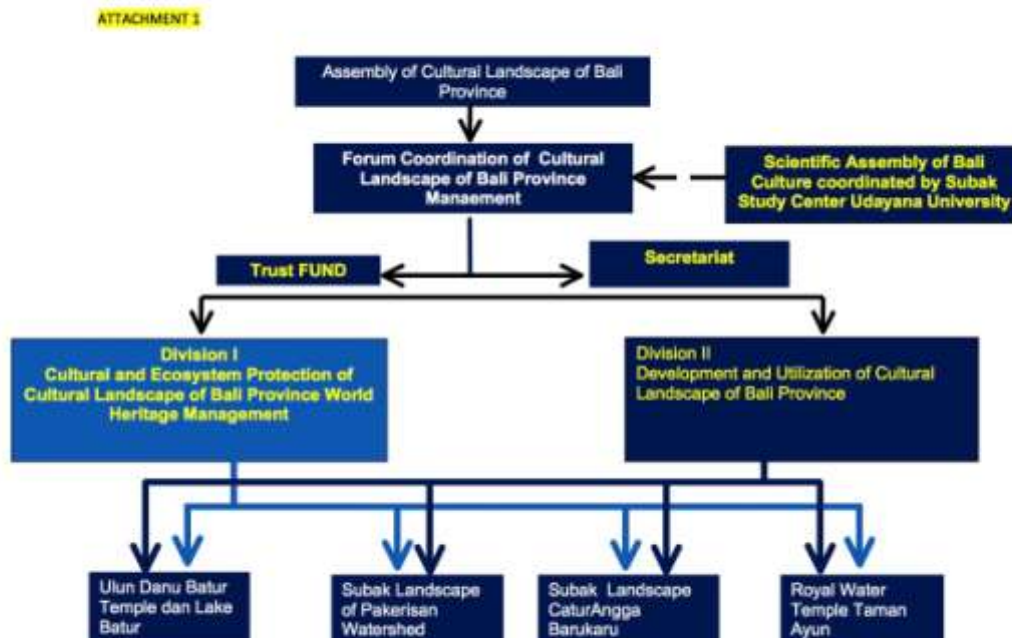 ATTACHMENT 1
Assembly of Cultural Landscape of Bali
Province
Forum Coordination of Cultural
Landscape of Bali Province
Manaement
Scientific Assembly of Bali
Culture coordinated by Subak
Study Center Udayana University
Trust FUND
Secretariat
Division I
Cultural and Ecosystem Protection of
Cultural Landscape of Bali Province World
Heritage Management
Division II
Development and Utilization of Cultural
Landscape of Bali Province
Ulun Danu Batur
Temple dan Lake
Batur
Subak Landscape
of Pakerisan
Watershed
Subak Landscape
CaturAngga
Barukaru
Royal Water
Temple Taman
Ayun